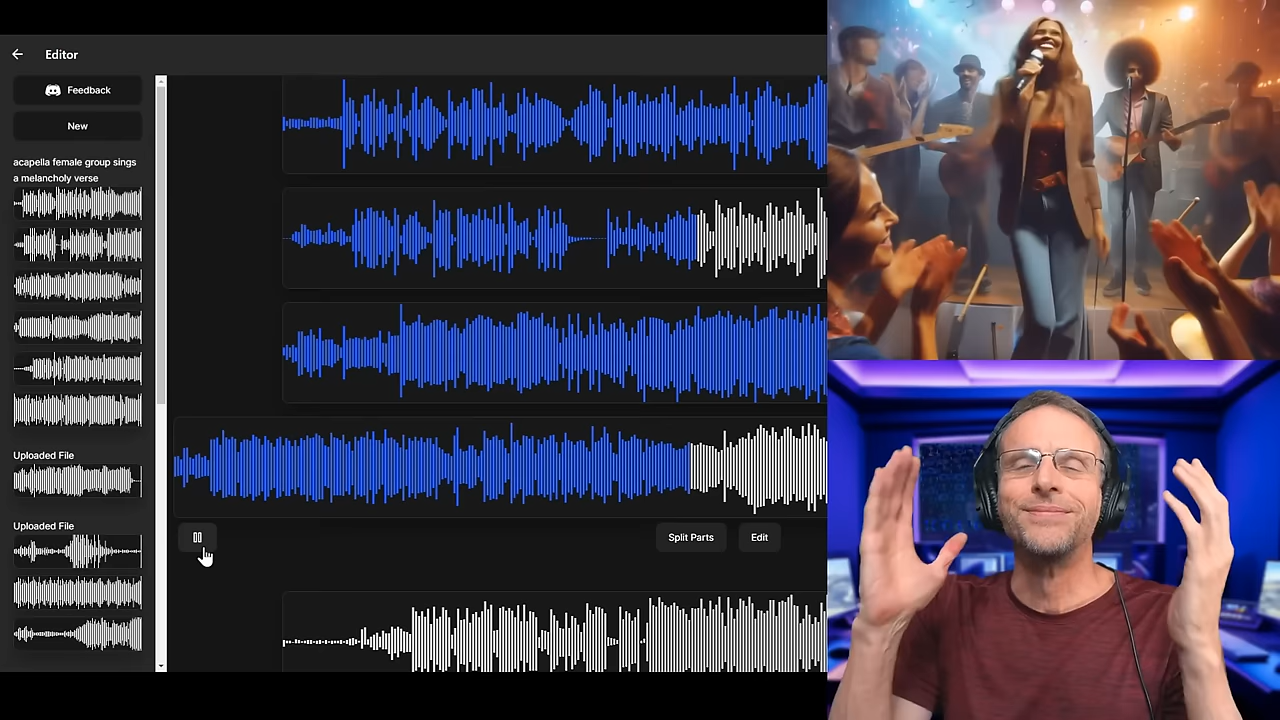 Editor
Feedback
New
acapella female group sings
a melancholy verse
Uploaded File
Uploaded File
Split Parts
Edit